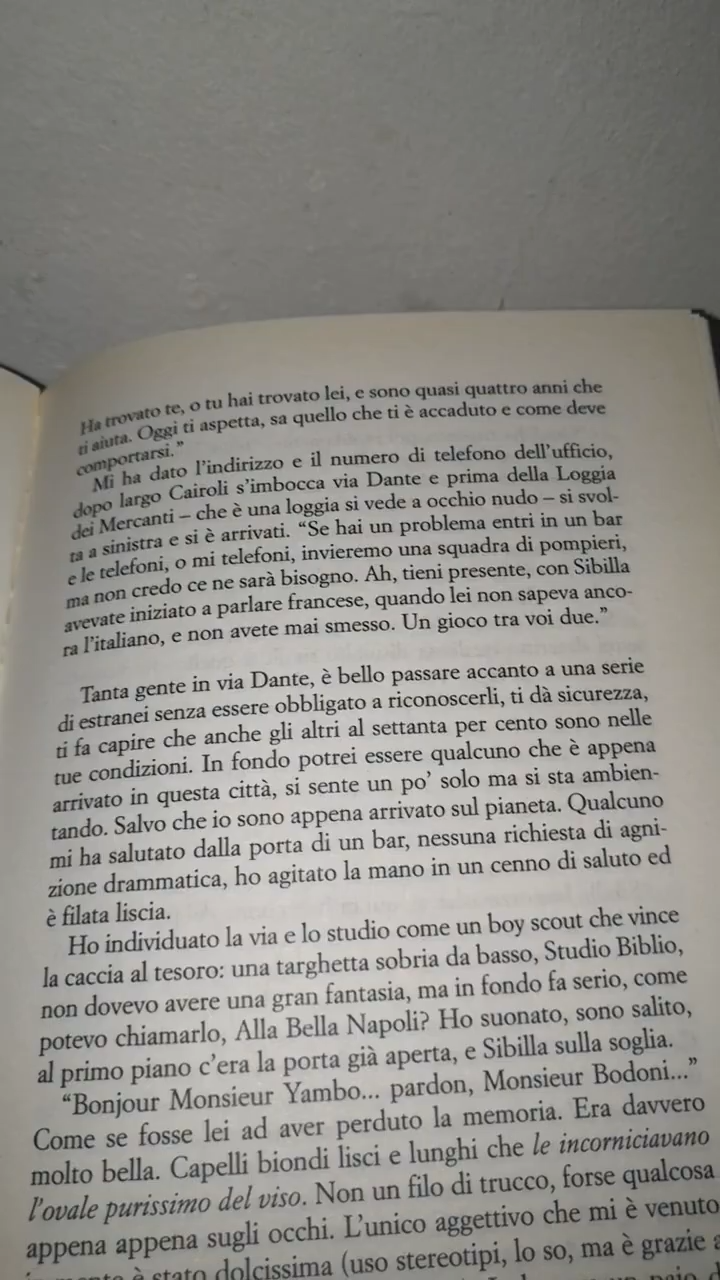 Ha trovato te, o tu hai trovato lei, e sono quasi quattro anni che
ti aiuta. Oggi ti aspetta, sa quello che ti è accaduto e come deve
comportarsi.”
Mi ha dato l’indirizzo e il numero di telefono dell’ufficio,
dopo largo Cairoli s’imbocca via Dante e prima della Loggia
dei Mercanti – che è una loggia si vede a occhio nudo – si svol-
ta a sinistra e si è arrivati. “Se hai un problema entri in un bar
e le telefoni, o mi telefoni, invieremo una squadra di pompieri,
ma non credo ce ne sarà bisogno. Ah, tieni presente, con Sibilla
avevate iniziato a parlare francese, quando lei non sapeva anco-
ra l’italiano, e non avete mai smesso. Un gioco tra voi due.”
Tanta gente in via Dante, è bello passare accanto a una serie
di estranei senza essere obbligato a riconoscerli, ti dà sicurezza,
ti fa capire che anche gli altri al settanta per cento sono nelle
tue condizioni. In fondo potrei essere qualcuno che è appena
arrivato in questa città, si sente un po’ solo ma si sta ambien-
tando. Salvo che io sono appena arrivato sul pianeta. Qualcuno
mi ha salutato dalla porta di un bar, nessuna richiesta di agni-
zione drammatica, ho agitato la mano in un cenno di saluto ed
è filata liscia.
Ho individuato la via e lo studio come un boy scout che vince
la caccia al tesoro: una targhetta sobria da basso, Studio Biblio,
non dovevo avere una gran fantasia, ma in fondo fa serio, come
potevo chiamarlo, Alla Bella Napoli? Ho suonato, sono salito,
al primo piano c’era la porta già aperta, e Sibilla sulla soglia.
“Bonjour Monsieur Yambo... pardon, Monsieur Bodoni...”
Come se fosse lei ad aver perduto la memoria. Era davvero
molto bella. Capelli biondi lisci e lunghi che le incorniciavano
l’ovale purissimo del viso. Non un filo di trucco, forse qualcosa
appena appena sugli occhi. L’unico aggettivo che mi è venuto
è stato dolcissima (uso stereotipi, lo so, ma è grazie a